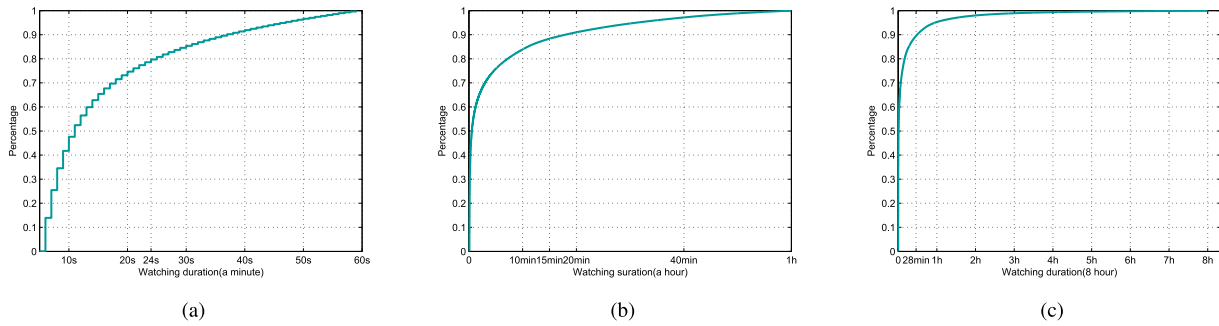 1
0.9
0.8
0.7
0.6
0.5
0.4
0.3
0.2
0.1
0
Percentage
10s 20s 24s 30s 40s 50s 60s
Watching duration(a minute)
(a)
1
0.9
0.8
0.7
0.6
0.5
0.4
0.3
0.2
0.1
0
Percentage
0 10min15min20min 40min 1h
Watching suration(a hour)
(b)
1
0.9
0.8
0.7
0.6
0.5
0.4
0.3
0.2
0.1
0
Percentage
0 28min 1h 2h 3h 4h 5h 6h 7h 8h
Watching duration(8 hour)
(c)